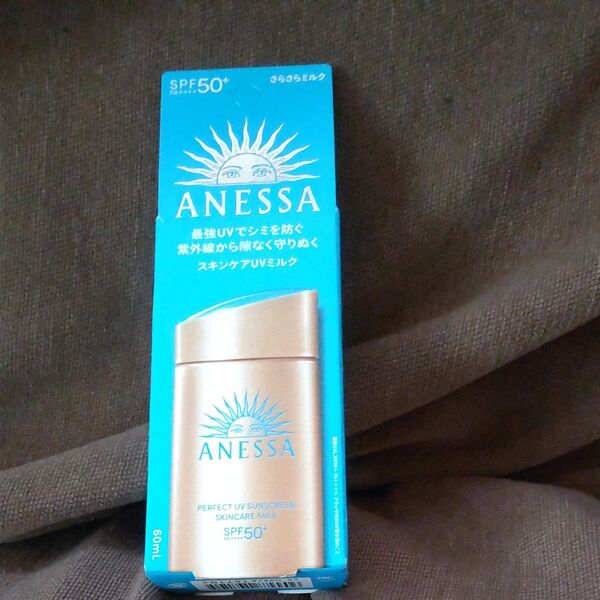 SPF50+
PA++++
さらさらミルク
ANESSA
最強UVでシミを防ぐ
紫外線から隙なく守りぬく
スキンケアUVミルク
ANESSA
PERFECT UV SUNSCREEN
SKINCARE MILK
SPF50+
PA++++
60mL